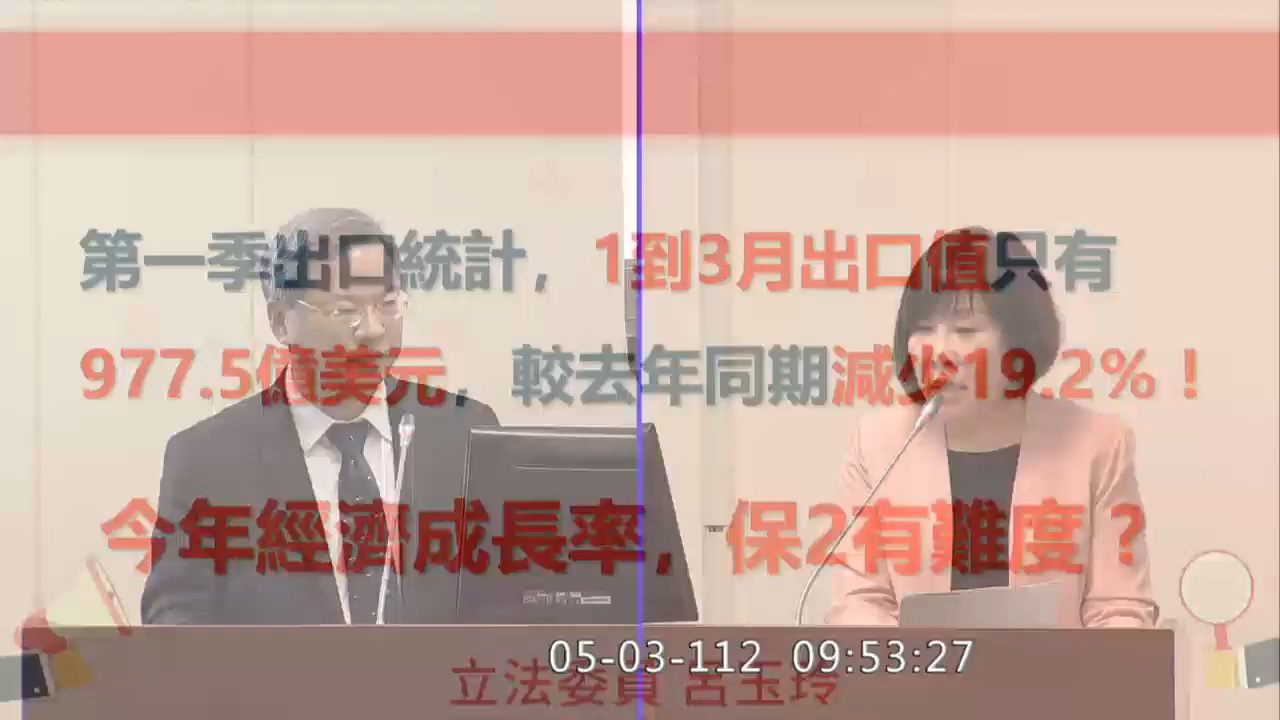 第一季出口統計，1到3月出口值只有
977.5億美元，較去年同期減少19.2%！
今年經濟成長率，保2有難度？
05-03-112 09:53:27
立法委員 呂玉玲